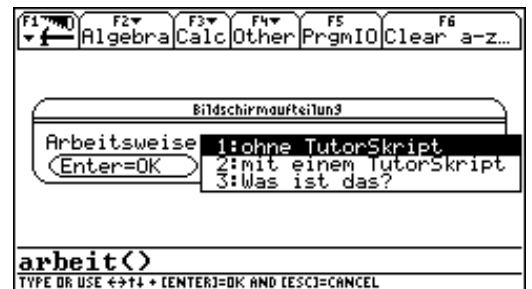 F1 F2 Algebra F3 Calc F4 Other F5 PrgmIO F6 Clear a-z…
Bildschirmaufteilung
Arbeitsweise 1:ohne TutorSkript
(Enter=OK) 2:mit einem TutorSkript
3:Was ist das?
arbeit()
TYPE OR USE ←→↑↓ + [ENTER]=OK AND [ESC]=CANCEL